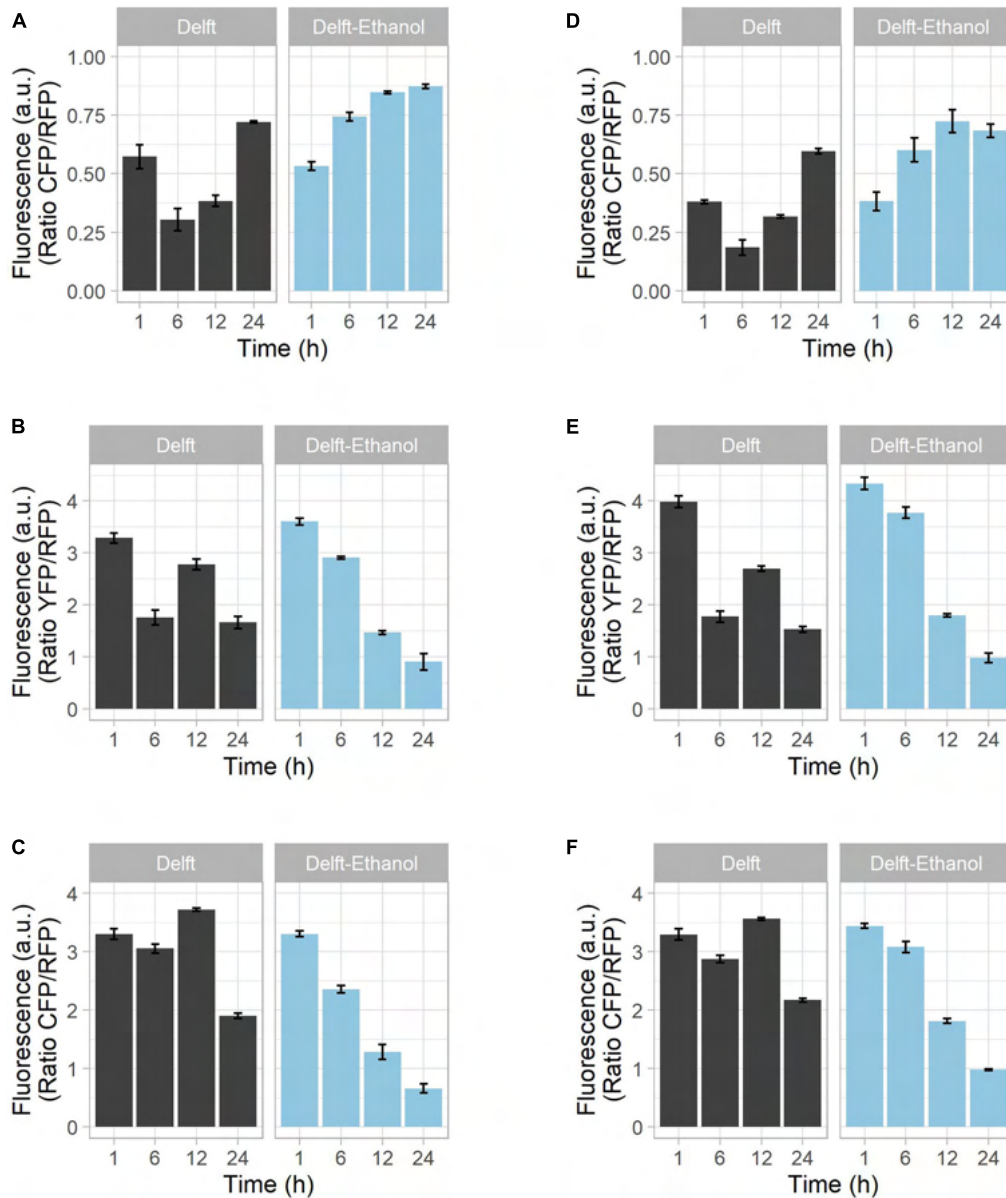 A
Delft
Delft-Ethanol
Fluorescence (a.u.)
(Ratio CFP/RFP)
1.00
0.75
0.50
0.25
0.00
1 6 12 24
1 6 12 24
Time (h)
D
Delft
Delft-Ethanol
Fluorescence (a.u.)
(Ratio CFP/RFP)
1.00
0.75
0.50
0.25
0.00
1 6 12 24
1 6 12 24
Time (h)
B
Delft
Delft-Ethanol
Fluorescence (a.u.)
(Ratio YFP/RFP)
4
3
2
1
0
1 6 12 24
1 6 12 24
Time (h)
E
Delft
Delft-Ethanol
Fluorescence (a.u.)
(Ratio YFP/RFP)
4
3
2
1
0
1 6 12 24
1 6 12 24
Time (h)
C
Delft
Delft-Ethanol
Fluorescence (a.u.)
(Ratio CFP/RFP)
4
3
2
1
0
1 6 12 24
1 6 12 24
Time (h)
F
Delft
Delft-Ethanol
Fluorescence (a.u.)
(Ratio CFP/RFP)
4
3
2
1
0
1 6 12 24
1 6 12 24
Time (h)